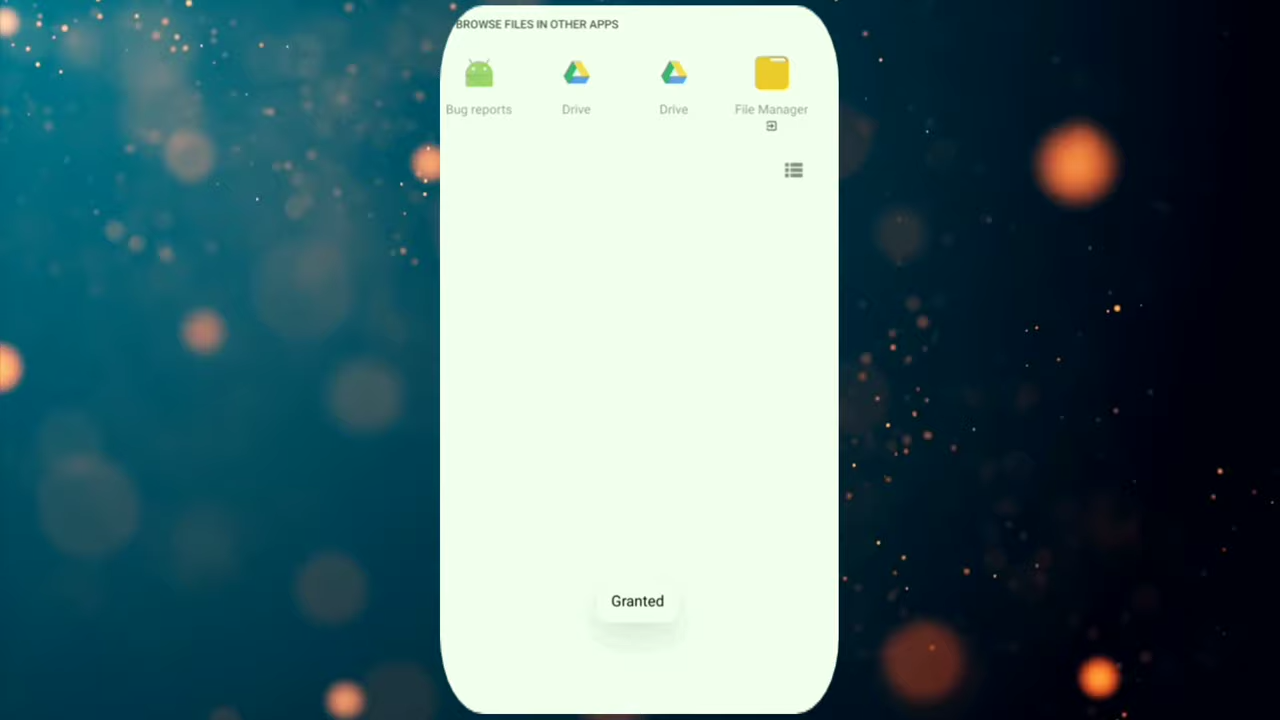 BROWSE FILES IN OTHER APPS
Bug reports
Drive
Drive
File Manager
Granted